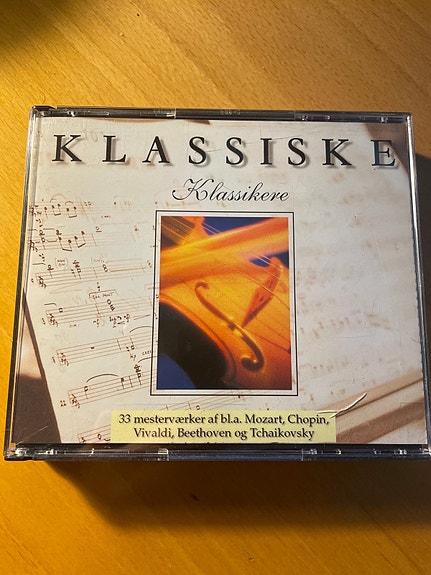 KLASSISKE
Klassikere
33 mesterværker af bl.a. Mozart, Chopin,
Vivaldi, Beethoven og Tchaikovsky